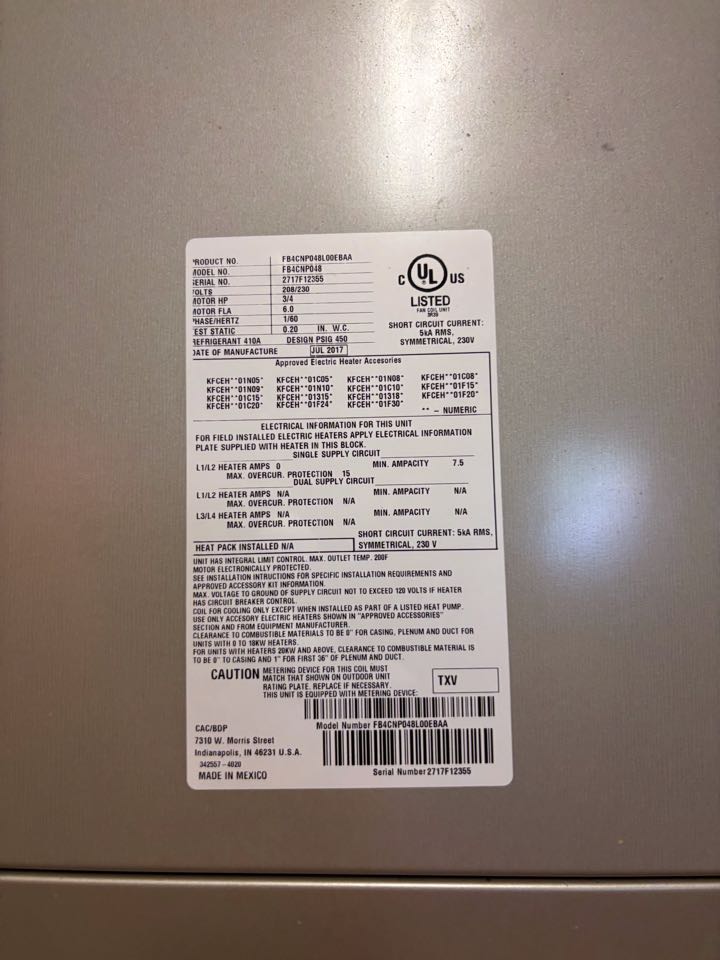 PRODUCT NO. FB4CNP048L00EBAA
MODEL NO. FB4CNP048
SERIAL NO. 2717F12355
VOLTS 208/230
MOTOR HP 3/4
MOTOR FLA 6.0
PHASE/HERTZ 1/60
TEST STATIC 0.20 IN. W.C.
REFRIGERANT 410A DESIGN PSIG 450
DATE OF MANUFACTURE JUL 2017
C UL US
LISTED
FAN COIL UNIT
SHORT CIRCUIT CURRENT:
5kA RMS,
SYMMETRICAL, 230V
Approved Electric Heater Accesories
KFCEH**01N05* KFCEH**01C05* KFCEH**01N08* KFCEH**01C08*
KFCEH**01N09* KFCEH**01N10* KFCEH**01C10* KFCEH**01F15*
KFCEH**01C15* KFCEH**01315* KFCEH**01318* KFCEH**01F20*
KFCEH**01C20* KFCEH**01F24* KFCEH**01F30*
** - NUMERIC
ELECTRICAL INFORMATION FOR THIS UNIT
FOR FIELD INSTALLED ELECTRIC HEATERS APPLY ELECTRICAL INFORMATION
PLATE SUPPLIED WITH HEATER IN THIS BLOCK.
SINGLE SUPPLY CIRCUIT
L1/L2 HEATER AMPS 0 MIN. AMPACITY 7.5
MAX. OVERCUR. PROTECTION 15
DUAL SUPPLY CIRCUIT
L1/L2 HEATER AMPS N/A MIN. AMPACITY N/A
MAX. OVERCUR. PROTECTION N/A
L3/L4 HEATER AMPS N/A MIN. AMPACITY N/A
MAX. OVERCUR. PROTECTION N/A
SHORT CIRCUIT CURRENT: 5kA RMS,
HEAT PACK INSTALLED N/A SYMMETRICAL, 230 V
UNIT HAS INTEGRAL LIMIT CONTROL. MAX. OUTLET TEMP. 200F
MOTOR ELECTRONICALLY PROTECTED.
SEE INSTALLATION INTRUCTIONS FOR SPECIFIC INSTALLATION REQUIREMENTS AND
APPROVED ACCESSORY KIT INFORMATION.
MAX. VOLTAGE TO GROUND OF SUPPLY CIRCUIT NOT TO EXCEED 120 VOLTS IF HEATER
HAS CIRCUIT BREAKER CONTROL.
COIL FOR COOLING ONLY EXCEPT WHEN INSTALLED AS PART OF A LISTED HEAT PUMP.
USE ONLY ACCESORY ELECTRIC HEATERS SHOWN IN "APPROVED ACCESSORIES"
SECTION AND FROM EQUIPMENT MANUFACTURER.
CLEARANCE TO COMBUSTIBLE MATERIALS TO BE 0" FOR CASING, PLENUM AND DUCT FOR
UNITS WITH 0 TO 18KW HEATERS.
FOR UNITS WITH HEATERS 20KW AND ABOVE, CLEARANCE TO COMBUSTIBLE MATERIAL IS
TO BE 0" TO CASING AND 1" FOR FIRST 36" OF PLENUM AND DUCT.
CAUTION METERING DEVICE FOR THIS COIL MUST
MATCH THAT SHOWN ON OUTDOOR UNIT
RATING PLATE. REPLACE IF NECESSARY.
THIS UNIT IS EQUIPPED WITH METERING DEVICE:
TXV
Model Number FB4CNP048L00EBAA
CAC/BDP
7310 W. Morris Street
Indianapolis, IN 46231 U.S.A.
342557-4020
MADE IN MEXICO
Serial Number 2717F12355